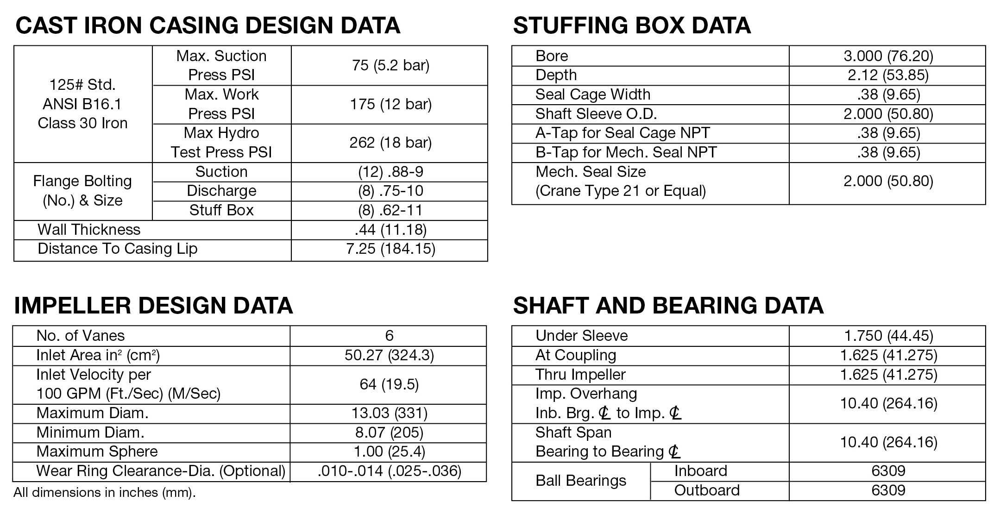 CAST IRON CASING DESIGN DATA
125# Std.
ANSI B16.1
Class 30 Iron
Max. Suction
Press PSI
75 (5.2 bar)
Max. Work
Press PSI
175 (12 bar)
Max Hydro
Test Press PSI
262 (18 bar)
Flange Bolting
(No.) & Size
Suction
(12) .88-9
Discharge
(8) .75-10
Stuff Box
(8) .62-11
Wall Thickness
.44 (11.18)
Distance To Casing Lip
7.25 (184.15)
STUFFING BOX DATA
Bore
3.000 (76.20)
Depth
2.12 (53.85)
Seal Cage Width
.38 (9.65)
Shaft Sleeve O.D.
2.000 (50.80)
A-Tap for Seal Cage NPT
.38 (9.65)
B-Tap for Mech. Seal NPT
.38 (9.65)
Mech. Seal Size
(Crane Type 21 or Equal)
2.000 (50.80)
IMPELLER DESIGN DATA
No. of Vanes
6
Inlet Area in² (cm²)
50.27 (324.3)
Inlet Velocity per
100 GPM (Ft./Sec) (M/Sec)
64 (19.5)
Maximum Diam.
13.03 (331)
Minimum Diam.
8.07 (205)
Maximum Sphere
1.00 (25.4)
Wear Ring Clearance-Dia. (Optional)
.010-.014 (.025-.036)
All dimensions in inches (mm).
SHAFT AND BEARING DATA
Under Sleeve
1.750 (44.45)
At Coupling
1.625 (41.275)
Thru Impeller
1.625 (41.275)
Imp. Overhang
Inb. Brg. ℄ to Imp. ℄
10.40 (264.16)
Shaft Span
Bearing to Bearing ℄
10.40 (264.16)
Ball Bearings
Inboard
6309
Outboard
6309